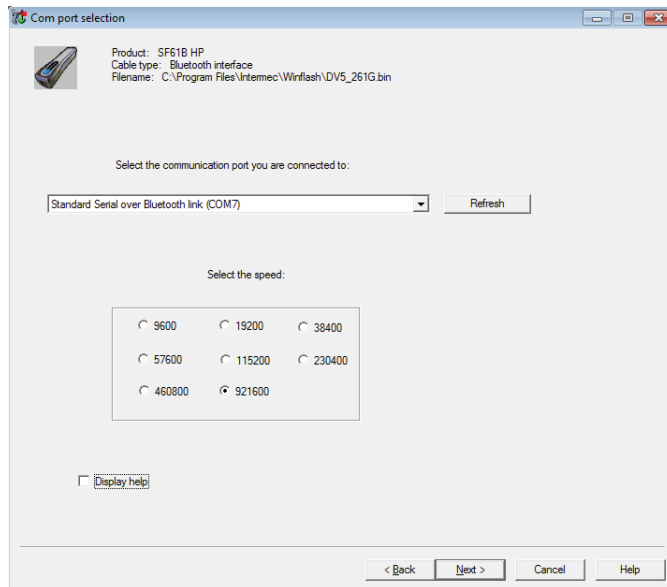 Com port selection
Product: SF61B HP
Cable type: Bluetooth interface
Filename: C:\Program Files\Intermec\Winflash\DV5_261G.bin
Select the communication port you are connected to:
Standard Serial over Bluetooth link (COM7)
Refresh
Select the speed:
9600 19200 38400
57600 115200 230400
460800 921600
Display help
< Back Next > Cancel Help